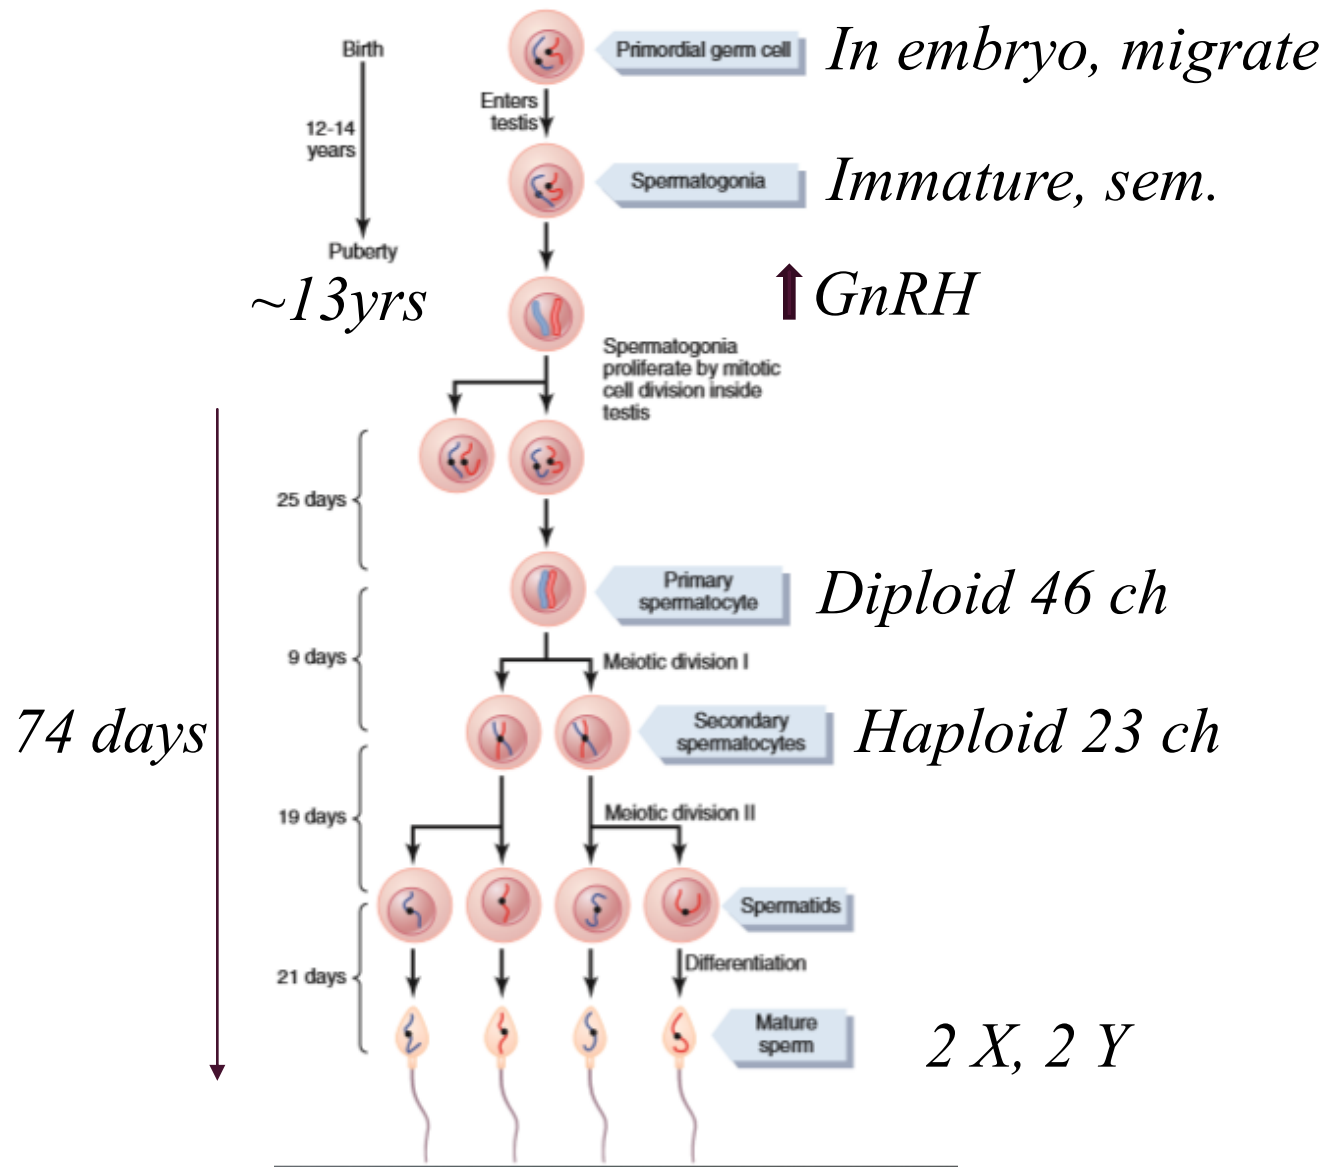 Birth
Primordial germ cell
In embryo, migrate
Enters
testis
12-14
years
Spermatogonia
Immature, sem.
Puberty
~13yrs
GnRH
Spermatogonia
proliferate by mitotic
cell division inside
testis
25 days
Primary
spermatocyte
Diploid 46 ch
9 days
Meiotic division I
74 days
Secondary
spermatocytes
Haploid 23 ch
19 days
Meiotic division II
Spermatids
21 days
Differentiation
Mature
sperm
2 X, 2 Y